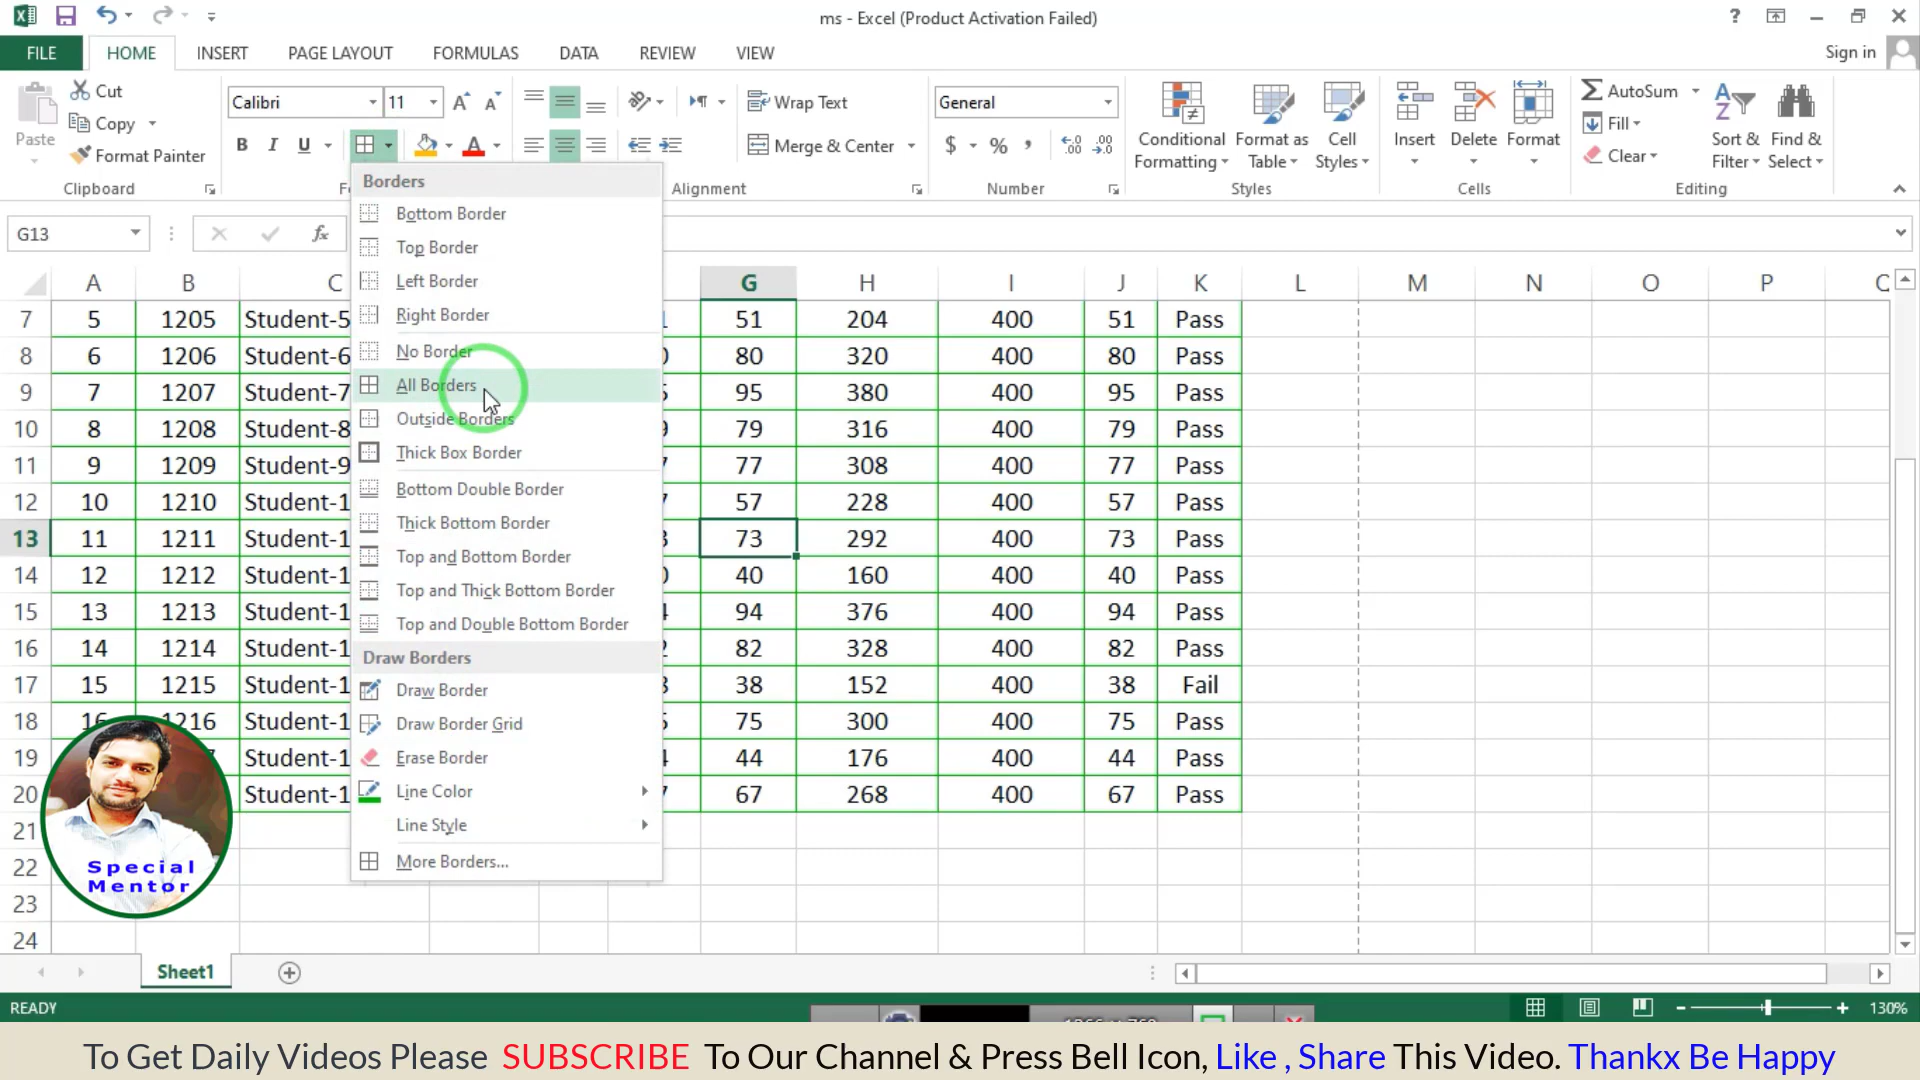 ms - Excel (Product Activation Failed)
FILE HOME INSERT PAGE LAYOUT FORMULAS DATA REVIEW VIEW Sign in
Cut Calibri 11 Wrap Text General AutoSum
Paste Copy B I U A Merge & Center $ % Conditional Formatting Format as Table Cell Styles Insert Delete Format Fill Sort & Filter Find & Select
Format Painter Clear
Clipboard Alignment Number Styles Cells Editing
G13 fx
Borders
Bottom Border
Top Border
Left Border
Right Border
No Border
All Borders
Outside Borders
Thick Box Border
Bottom Double Border
Thick Bottom Border
Top and Bottom Border
Top and Thick Bottom Border
Top and Double Bottom Border
Draw Borders
Draw Border
Draw Border Grid
Erase Border
Line Color
Line Style
More Borders...
A B C G H I J K L M N O P
7 5 1205 Student-5 51 204 400 51 Pass
8 6 1206 Student-6 80 320 400 80 Pass
9 7 1207 Student-7 95 380 400 95 Pass
10 8 1208 Student-8 79 316 400 79 Pass
11 9 1209 Student-9 77 308 400 77 Pass
12 10 1210 Student-1 57 228 400 57 Pass
13 11 1211 Student-1 73 292 400 73 Pass
14 12 1212 Student-1 40 160 400 40 Pass
15 13 1213 Student-1 94 376 400 94 Pass
16 14 1214 Student-1 82 328 400 82 Pass
17 15 1215 Student-1 38 152 400 38 Fail
18 16 1216 Student-1 75 300 400 75 Pass
19 Student-1 44 176 400 44 Pass
20 Student-1 67 268 400 67 Pass
21
22
23
24
Special
Mentor
Sheet1
READY 130%
To Get Daily Videos Please SUBSCRIBE To Our Channel & Press Bell Icon, Like , Share This Video. Thankx Be Happy